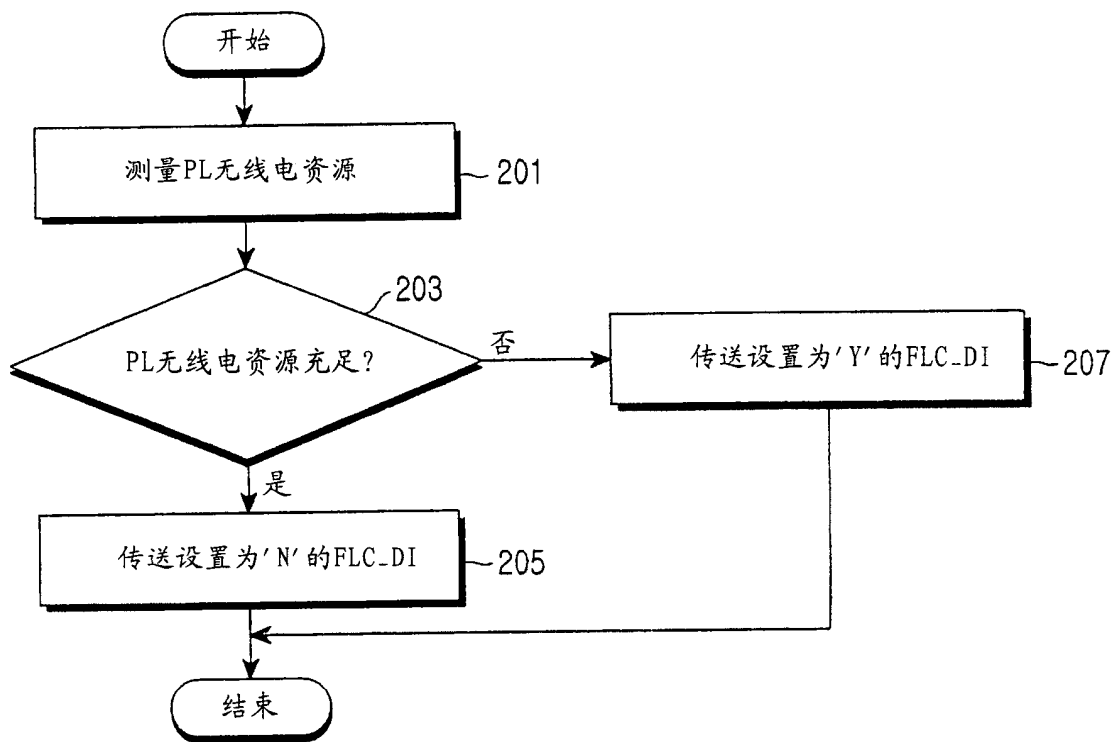 开始
测量PL无线电资源
201
203
PL无线电资源充足?
否
传送设置为'Y'的FLC_DI
207
是
传送设置为'N'的FLC_DI
205
结束